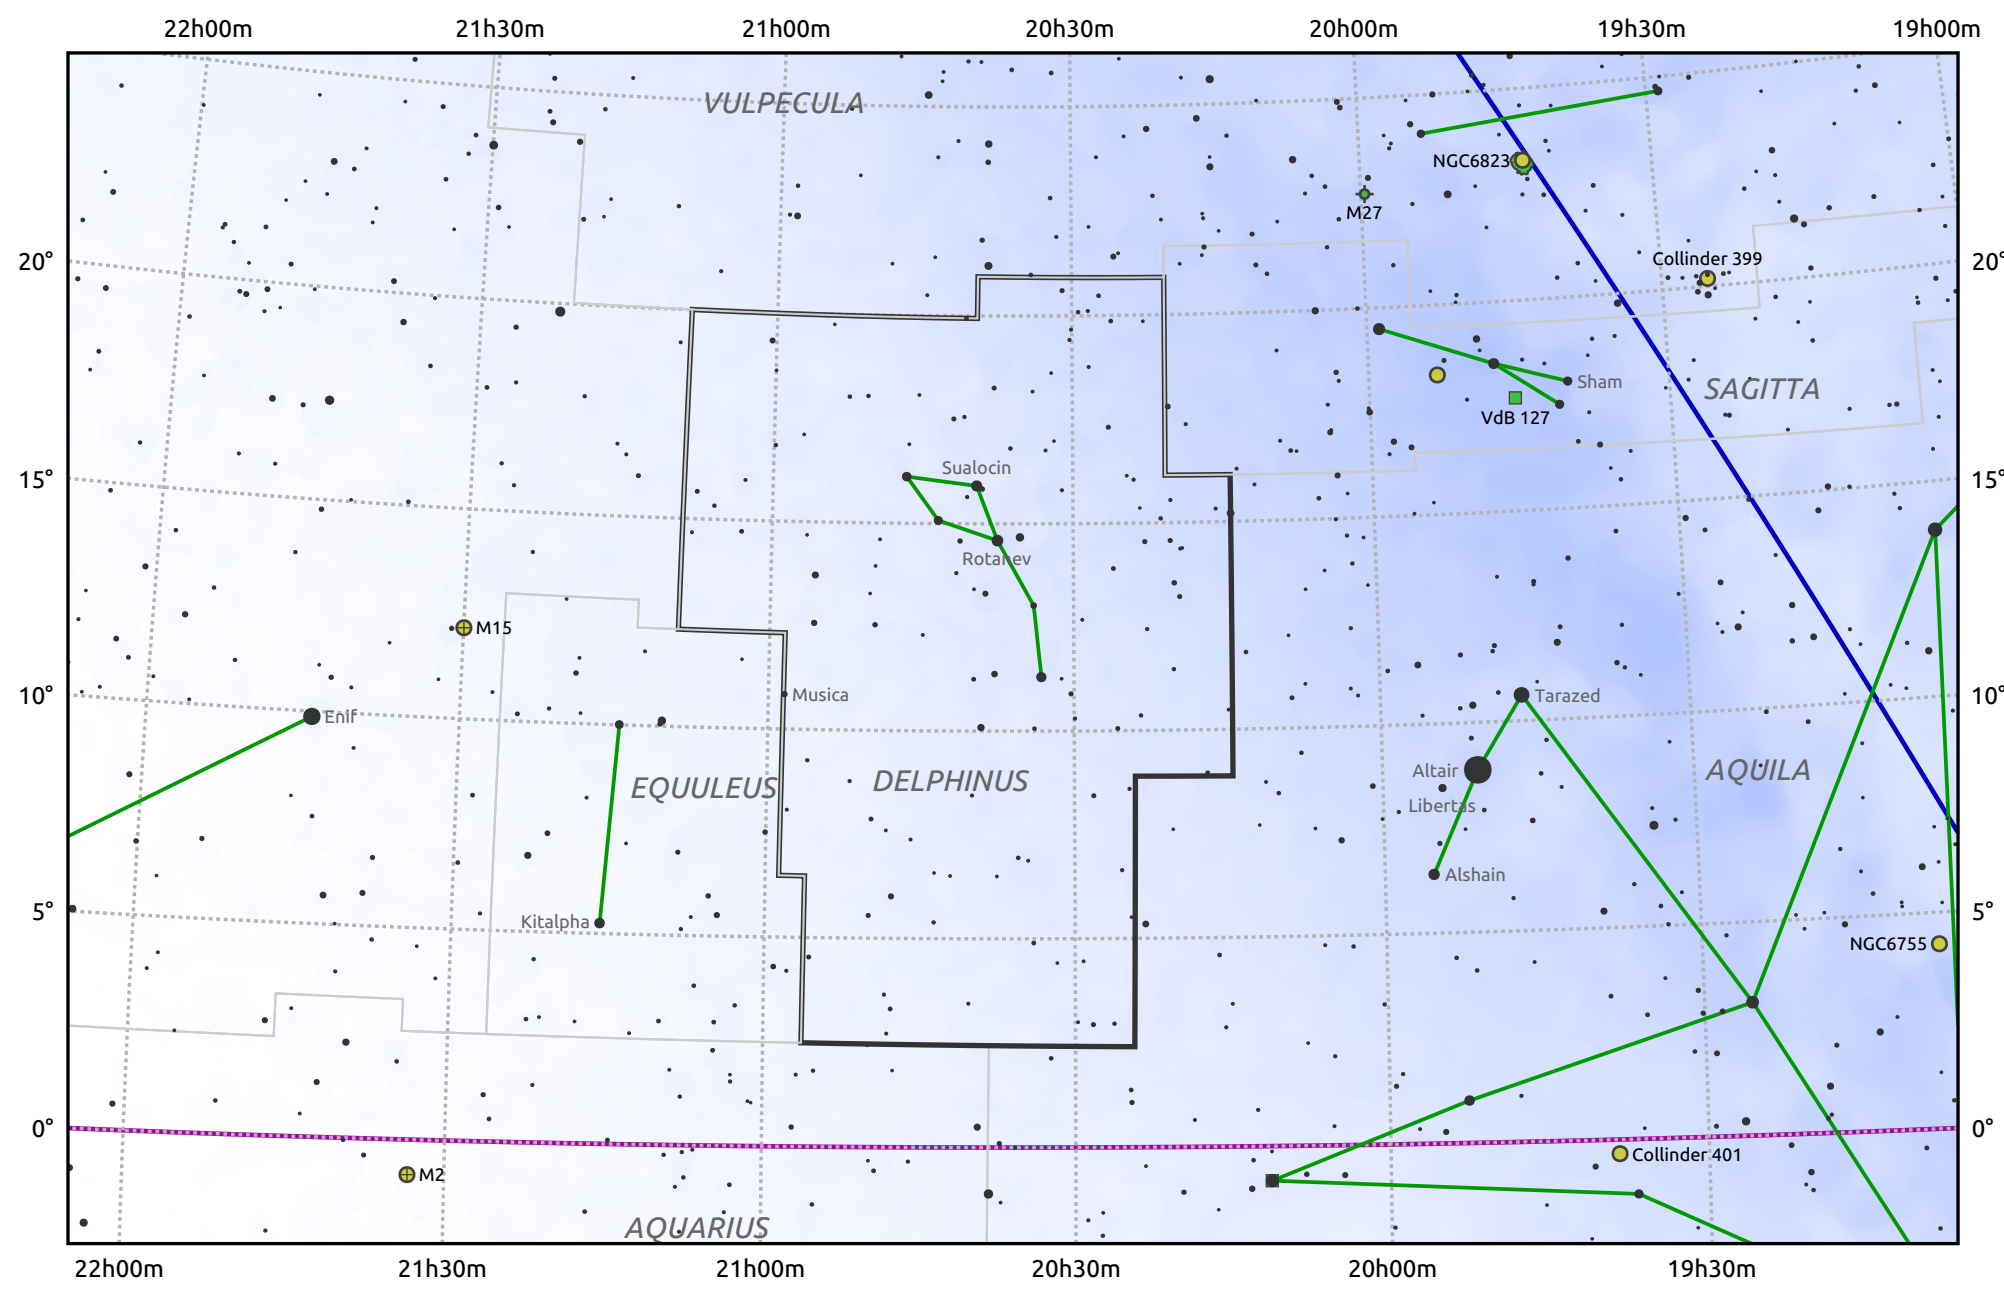 22h00m 21h30m 21h00m 20h30m 20h00m 19h30m 19h00m
VULPECULA
NGC6823
M27
20° Collinder 399 20°
Sham
SAGITTA
VdB 127
Sualocin
15° 15°
Rotanev
M15
10° Musica Tarazed 10°
Enif
Altair AQUILA
EQUULEUS DELPHINUS
Libertas
Alshain
5° Kitalpha 5°
NGC6755
0° 0°
Collinder 401
M2
AQUARIUS
22h00m 21h30m 21h00m 20h30m 20h00m 19h30m